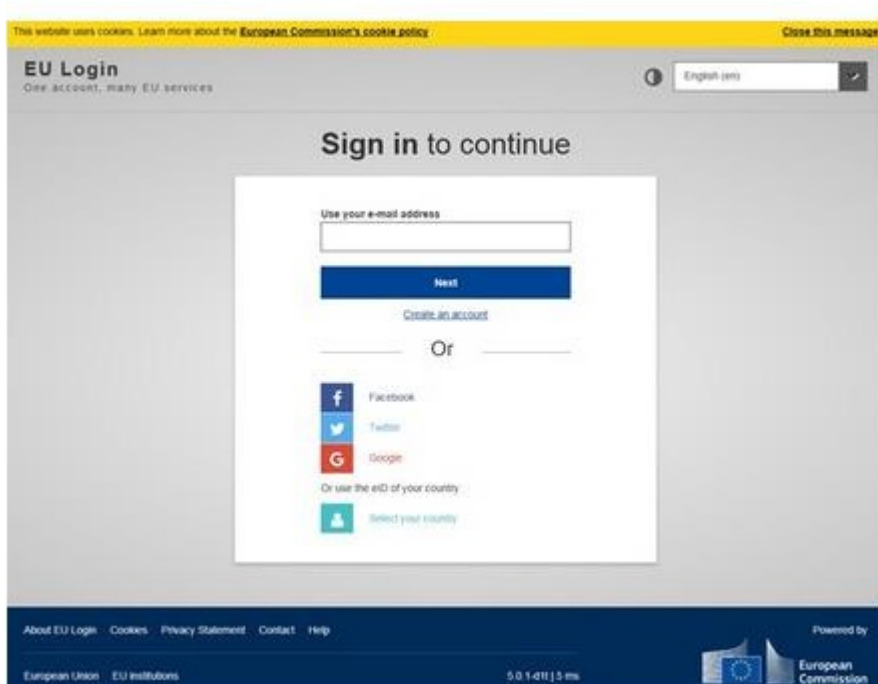 This website uses cookies. Learn more about the European Commission's cookie policy
Close this message
EU Login
One account, many EU services
English (en)
Sign in to continue
Use your e-mail address
Next
Create an account
Or
Facebook
Twitter
Google
Or use the eID of your country
Select your country
About EU Login Cookies Privacy Statement Contact Help
Powered by
European Union EU institutions
5 ms
European
Commission